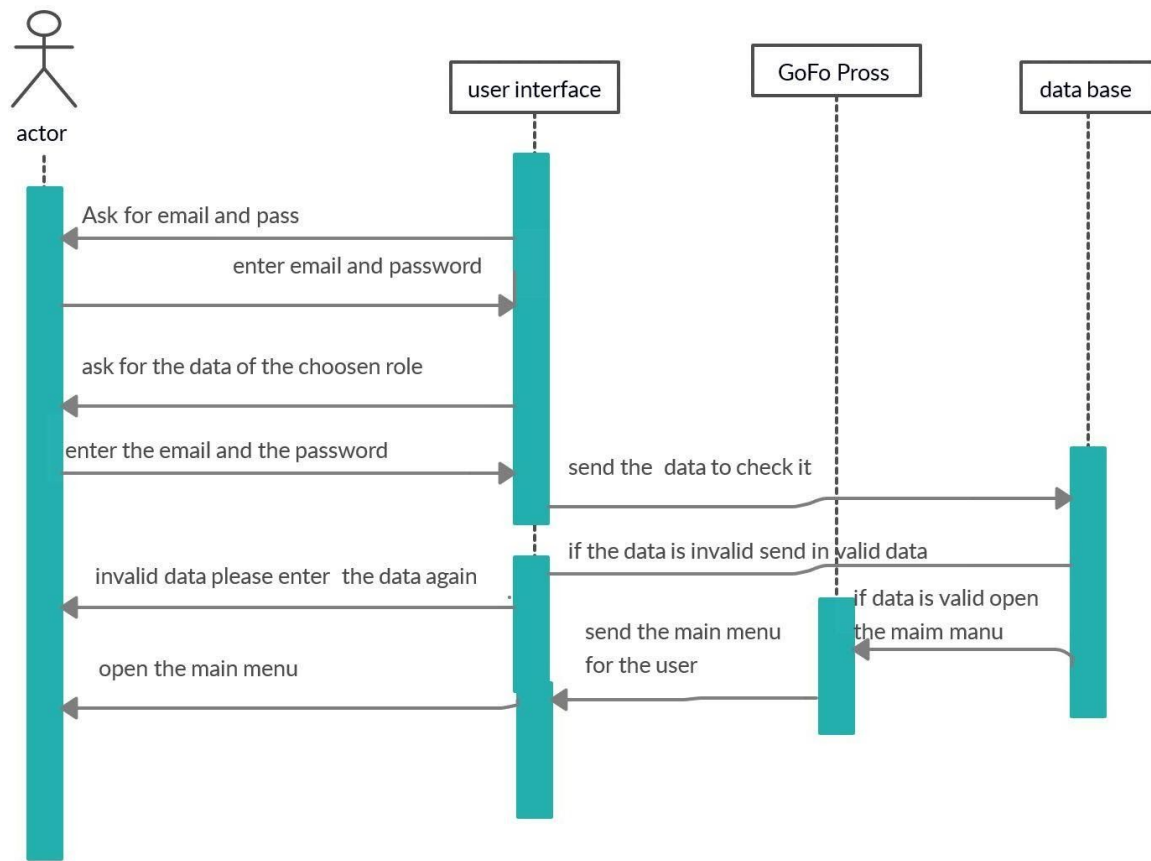 GoFo Pross
user interface
data base
actor
Ask for email and pass
enter email and password
ask for the data of the choosen role
enter the email and the password
send the data to check it
if the data is invalid send in valid data
invalid data please enter the data again
if data is valid open
the maim manu
send the main menu
for the user
open the main menu